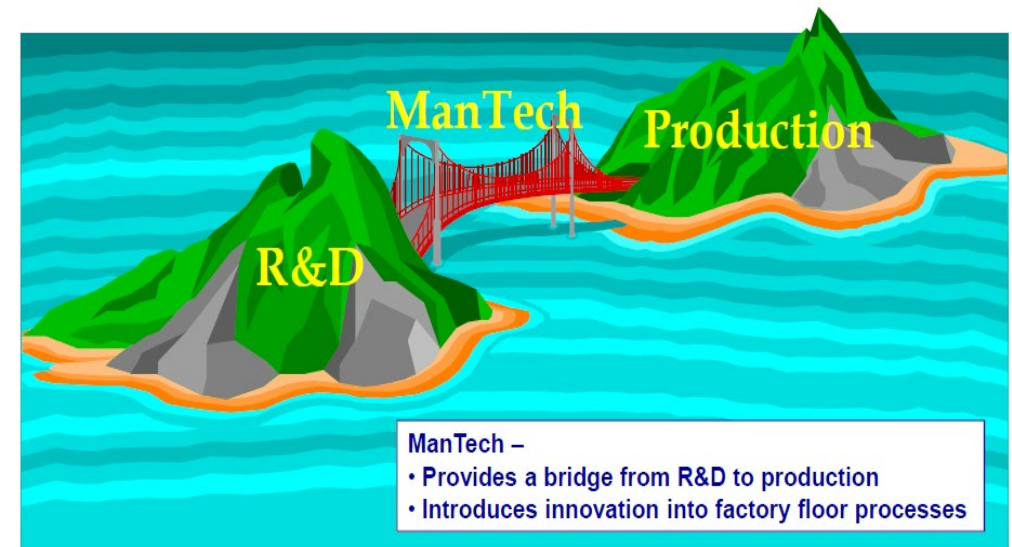 ManTech
Production
R&D
ManTech –
• Provides a bridge from R&D to production
• Introduces innovation into factory floor processes